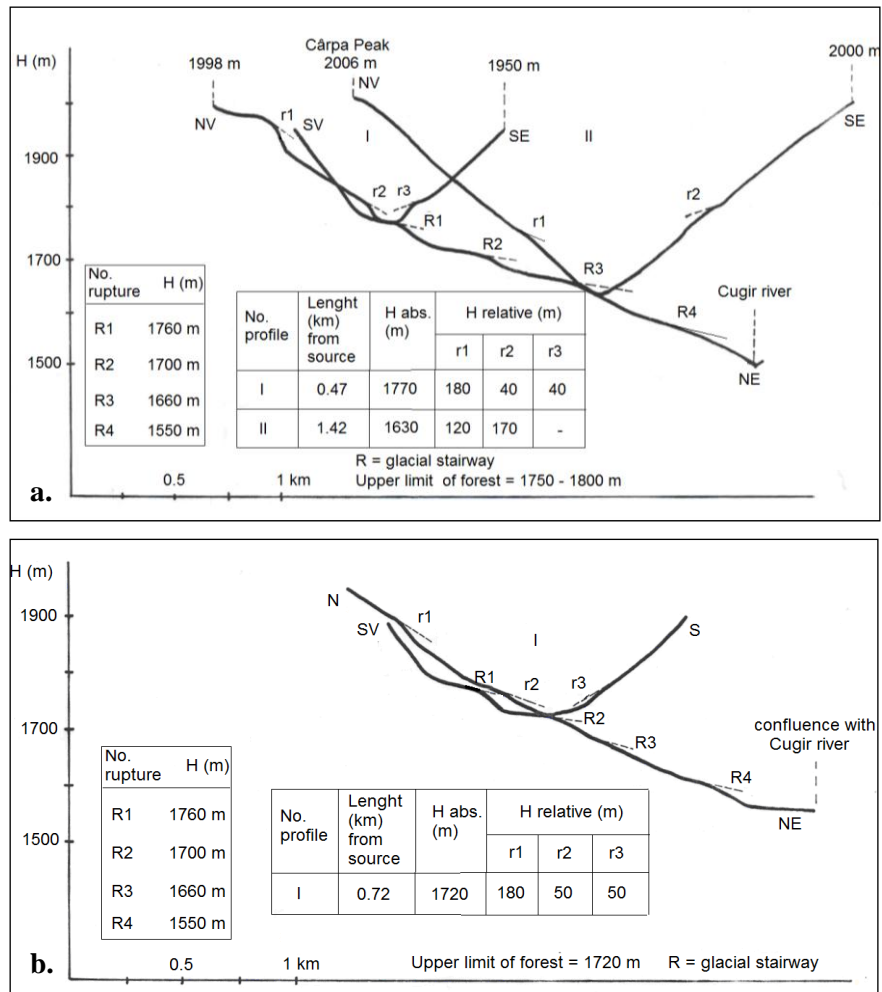 Cârpa Peak
H (m)
1998 m
2006 m
1950 m
2000 m
NV
r1
SV
NV
I
SE
II
SE
1900
r2
r3
R1
r1
r2
R2
1700
R3
Cugir river
R4
1500
NE
No. rupture H (m)
R1 1760 m
R2 1700 m
R3 1660 m
R4 1550 m
No. profile
Lenght (km) from source
H abs. (m)
H relative (m)
r1 r2 r3
I 0.47 1770 180 40 40
II 1.42 1630 120 170 -
R = glacial stairway
Upper limit of forest = 1750 - 1800 m
0.5
1 km
a.
H (m)
N
1900
r1
SV
I
S
R1
r2
r3
1700
R2
R3
confluence with
Cugir river
R4
NE
1500
No. rupture H (m)
R1 1760 m
R2 1700 m
R3 1660 m
R4 1550 m
No. profile
Lenght (km) from source
H abs. (m)
H relative (m)
r1 r2 r3
I 0.72 1720 180 50 50
b.
0.5
1 km
Upper limit of forest = 1720 m R = glacial stairway